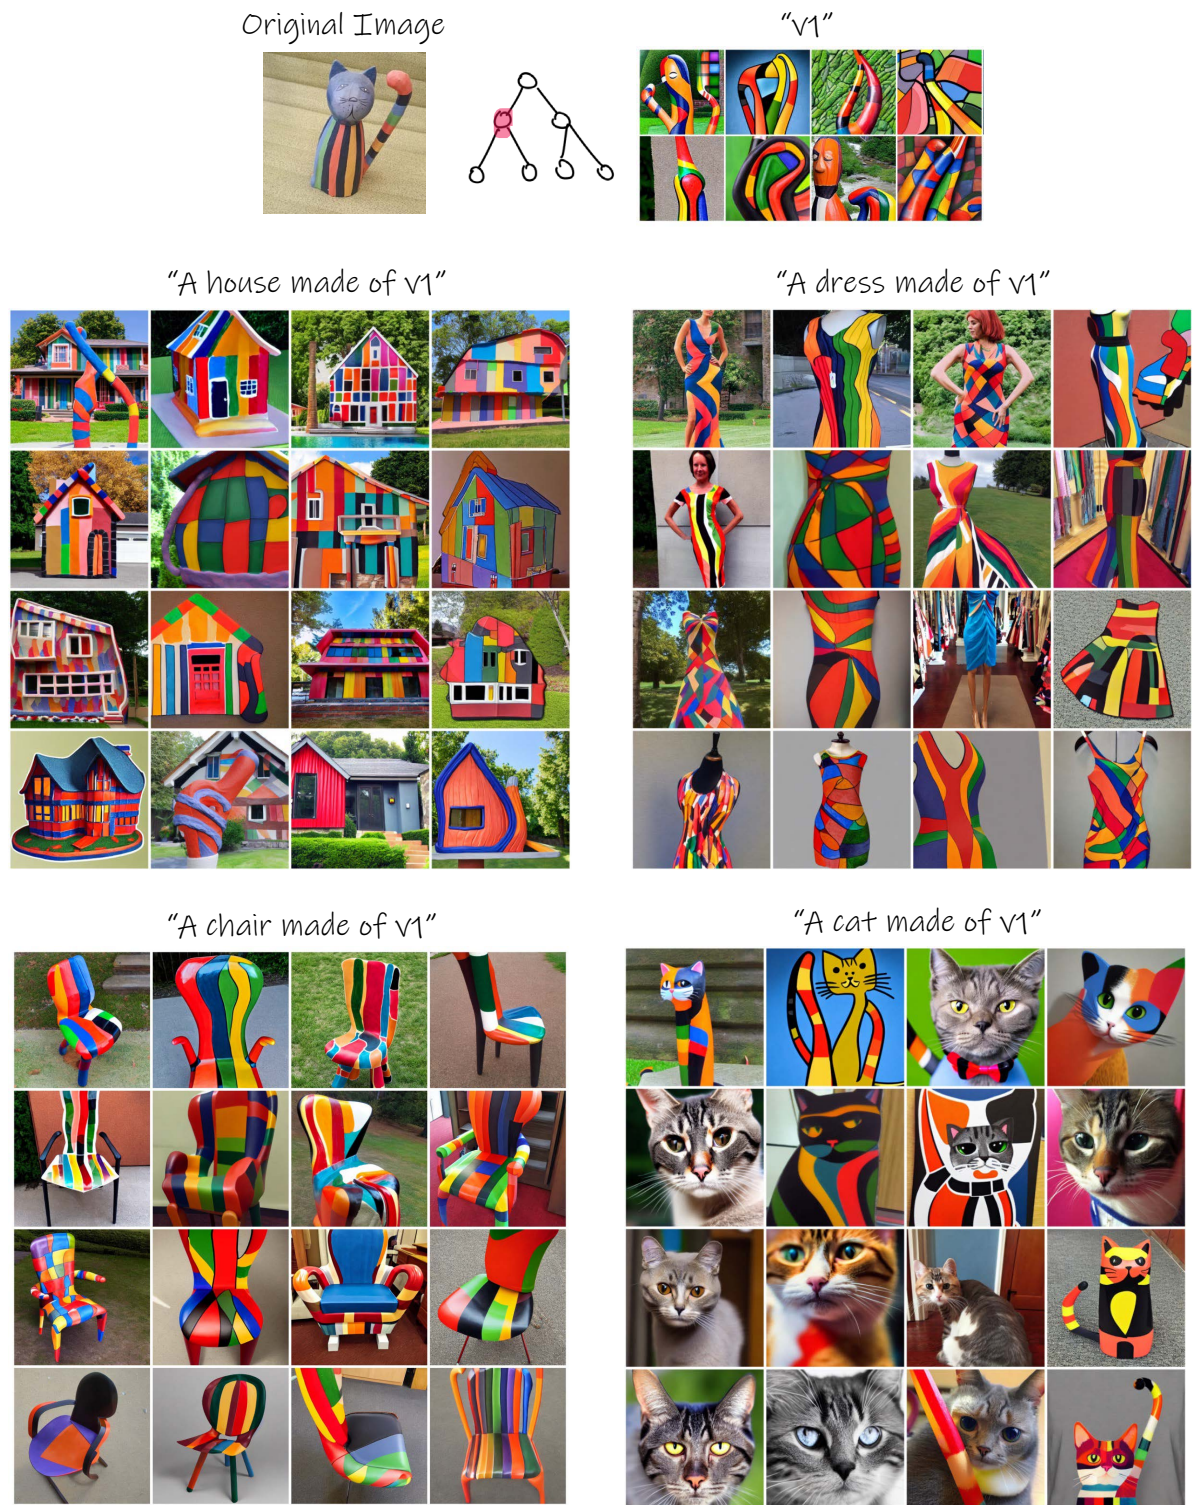 Original Image
“v1”
“A house made of v1”
“A dress made of v1”
“A chair made of v1”
“A cat made of v1”